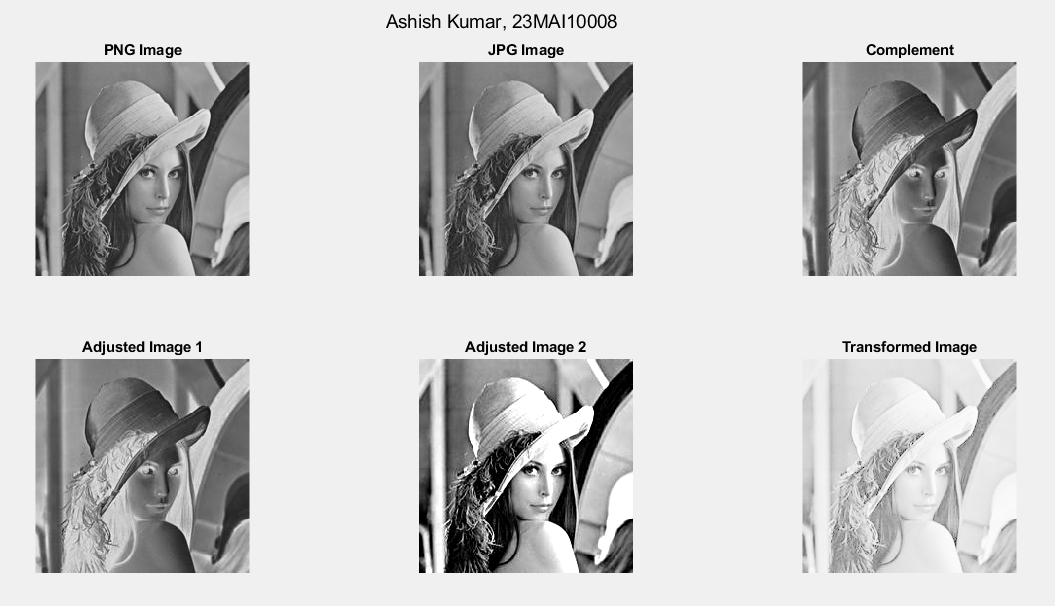 Ashish Kumar, 23MAI10008
PNG Image
JPG Image
Complement
Adjusted Image 1
Adjusted Image 2
Transformed Image